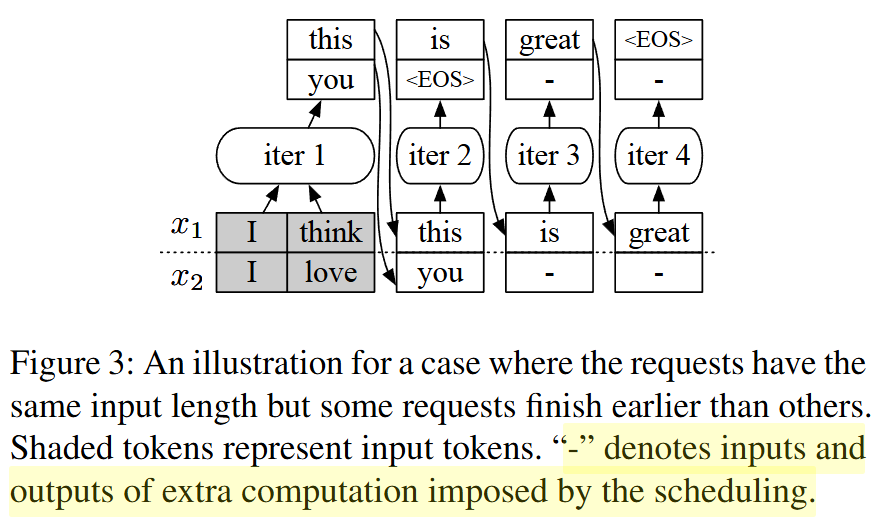 this is great <EOS>
you <EOS> - -
iter 1 iter 2 iter 3 iter 4
x1 I think this is great
x2 I love you - -
Figure 3: An illustration for a case where the requests have the
same input length but some requests finish earlier than others.
Shaded tokens represent input tokens. “-” denotes inputs and
outputs of extra computation imposed by the scheduling.